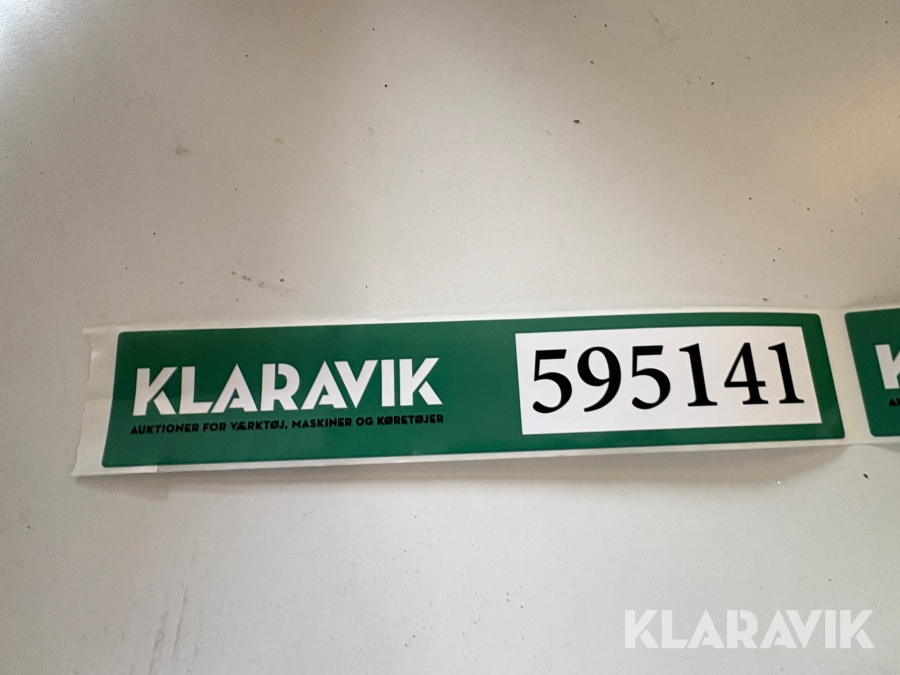 KLARAVIK
AUKTIONER FOR VÆRKTØJ, MASKINER OG KØRETØJER
595141
KLARAVIK